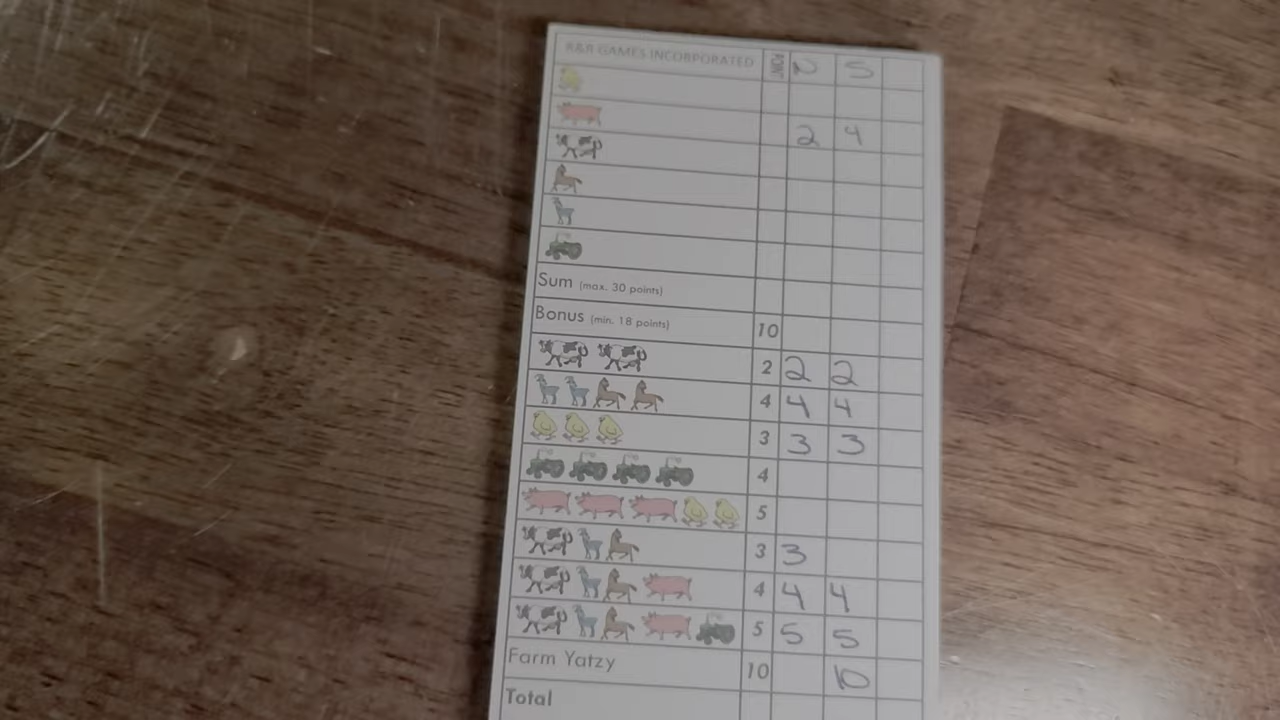 R&R GAMES INCORPORATED POINT N S
2 4
Sum (max. 30 points)
Bonus (min. 18 points) 10
2 2 2
4 4 4
3 3 3
4
5
3 3
4 4 4
5 5 5
Farm Yatzy 10 10
Total